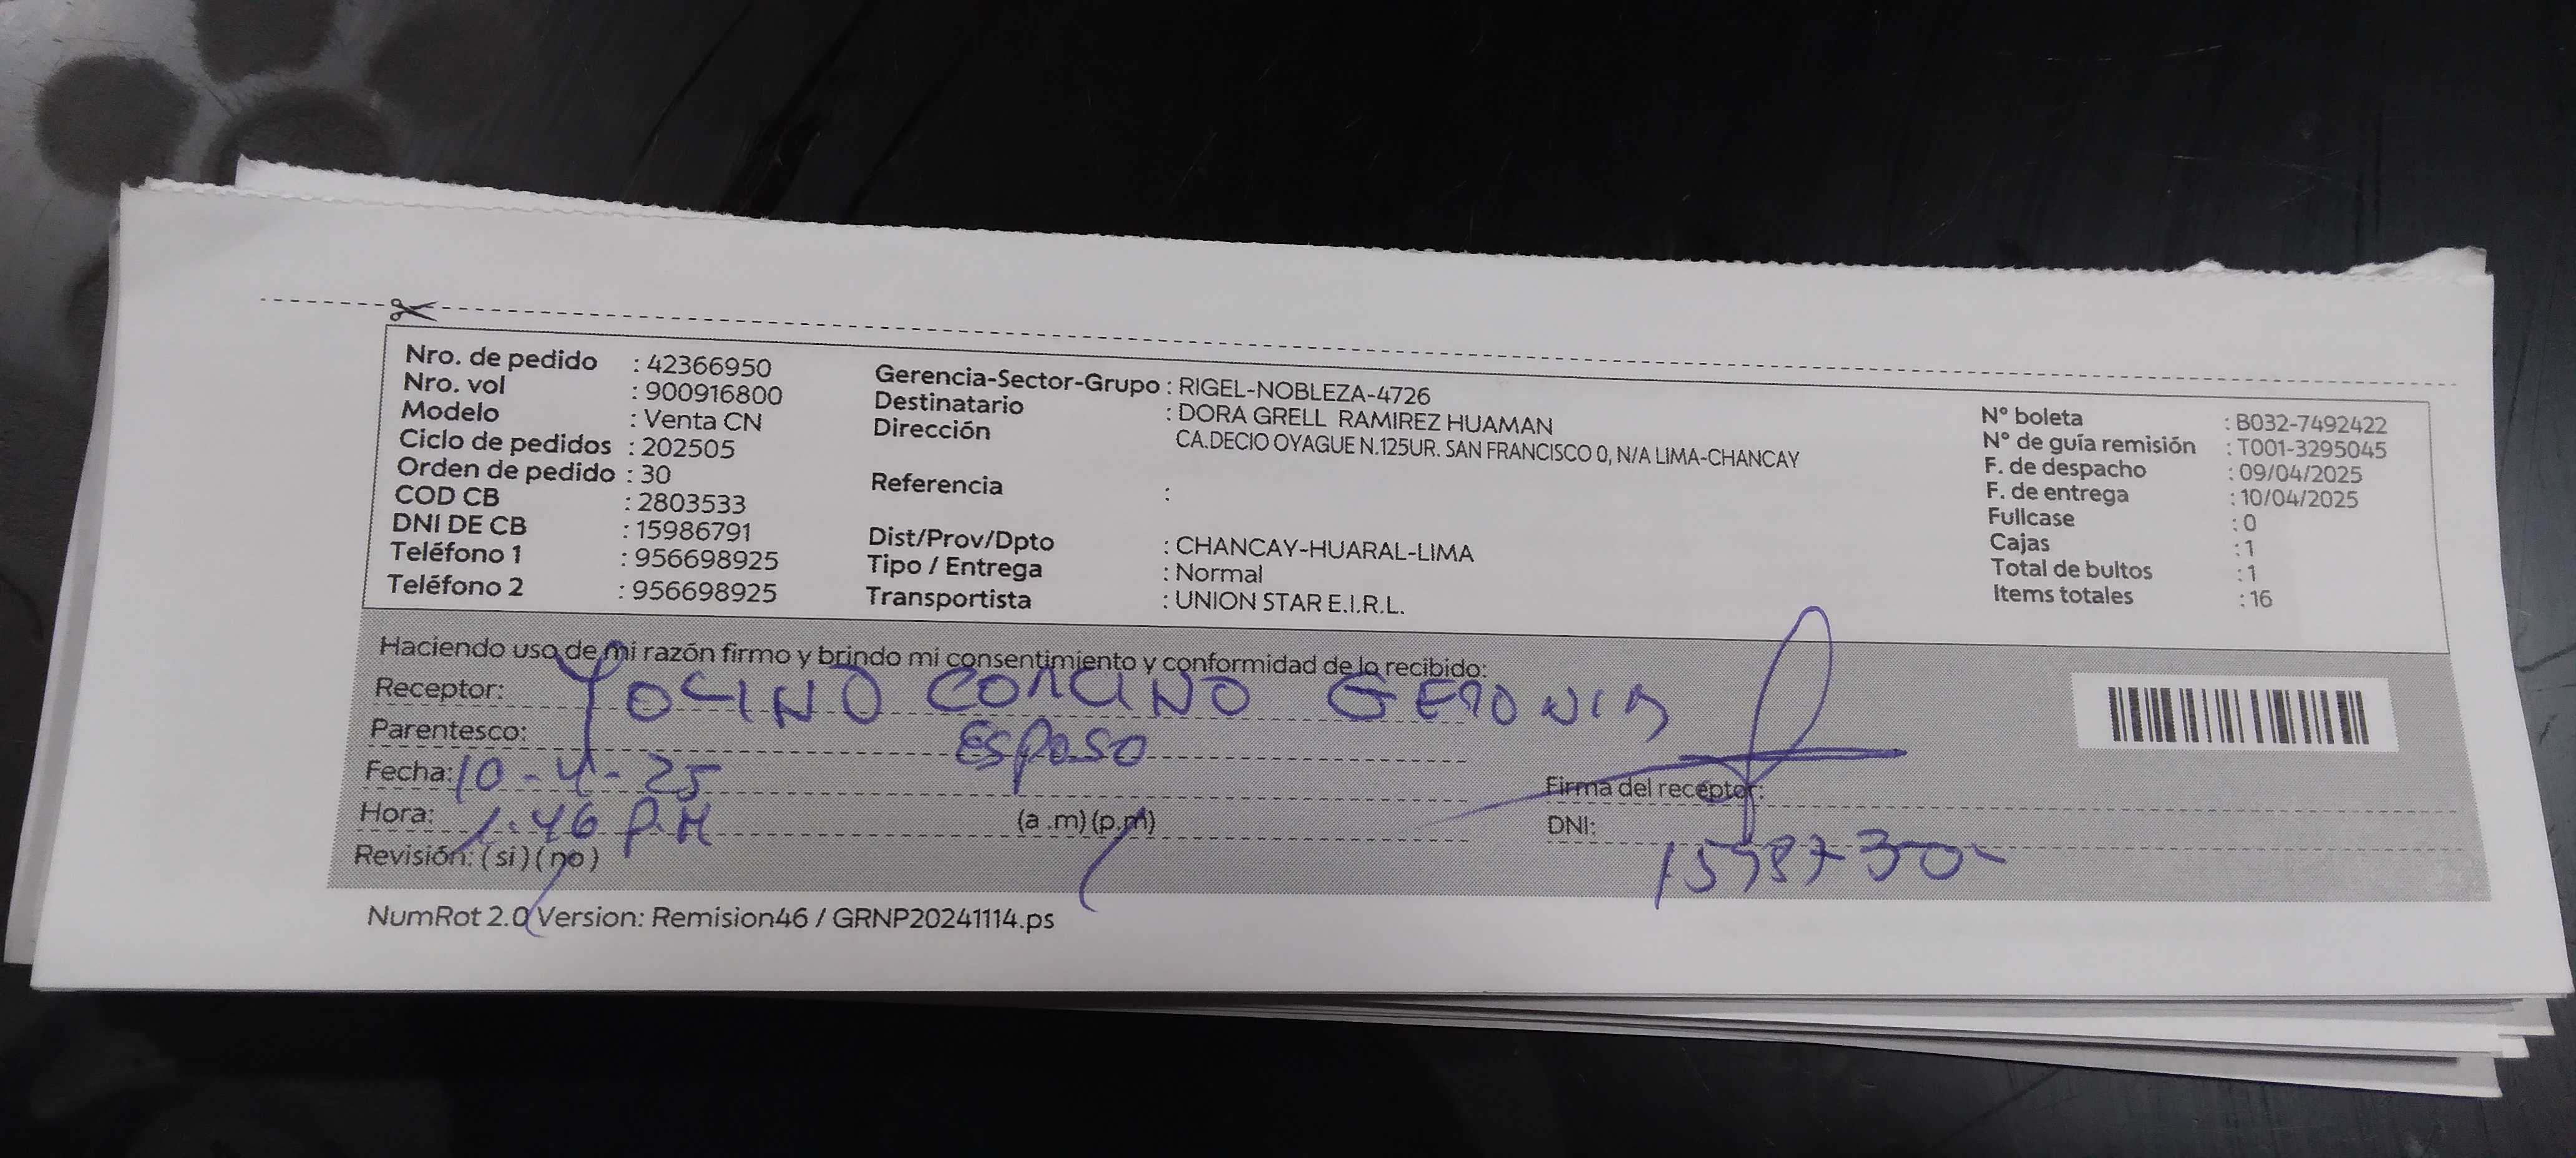 Nro. de pedido : 42366950
Nro. vol : 900916800
Modelo : Venta CN
Ciclo de pedidos : 202505
Orden de pedido : 30
COD CB : 2803533
DNI DE CB : 15986791
Teléfono 1 : 956698925
Teléfono 2 : 956698925
Gerencia-Sector-Grupo : RIGEL-NOBLEZA-4726
Destinatario : DORA GRELL RAMIREZ HUAMAN
Dirección CA.DECIO OYAGUE N.125UR. SAN FRANCISCO 0, N/A LIMA-CHANCAY
Referencia :
Dist/Prov/Dpto : CHANCAY-HUARAL-LIMA
Tipo / Entrega : Normal
Transportista : UNION STAR E.I.R.L.
N° boleta : B032-7492422
N° de guía remisión : T001-3295045
F. de despacho : 09/04/2025
F. de entrega : 10/04/2025
Fullcase : 0
Cajas : 1
Total de bultos : 1
Items totales : 16
Haciendo uso de mi razón firmo y brindo mi consentimiento y conformidad de lo recibido:
Receptor:
Parentesco: Esposo
Fecha: 10-4-25
Hora: 1.46 P.M (a .m) (p.m)
Revisión: (si) (no)
Firma del receptor:
DNI:
NumRot 2.0 Version: Remision46 / GRNP20241114.ps